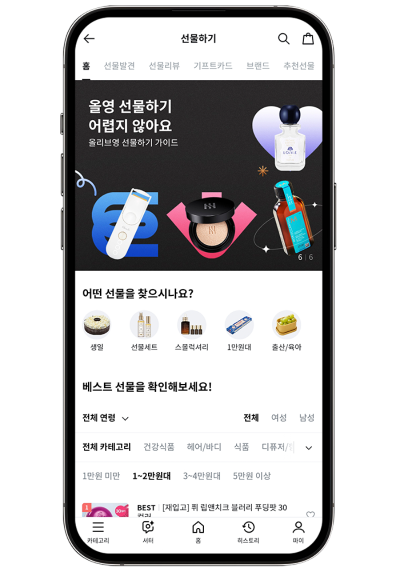 선물하기
홈 선물발견 선물리뷰 기프트카드 브랜드 추천선물
올영 선물하기
어렵지 않아요
올리브영 선물하기 가이드
6 | 6
어떤 선물을 찾으시나요?
생일 선물세트 스몰럭셔리 1만원대 출산/육아
베스트 선물을 확인해보세요!
전체 연령 전체 여성 남성
전체 카테고리 건강식품 헤어/바디 식품 디퓨저/
1만원 미만 1~2만원대 3~4만원대 5만원 이상
1
BEST | [재입고] 퓌 립앤치크 블러리 푸딩팟 30
컬러
카테고리 셔터 홈 히스토리 마이